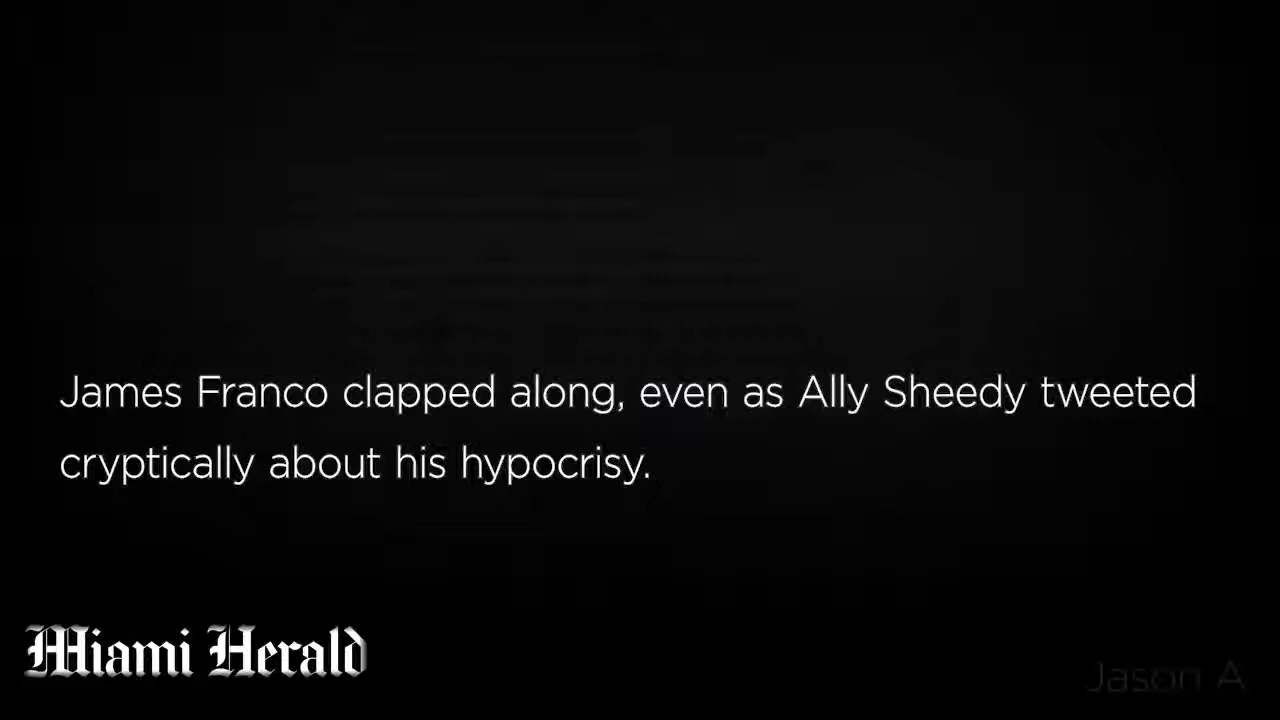 James Franco clapped along, even as Ally Sheedy tweeted
cryptically about his hypocrisy.
Miami Herald
Jason A